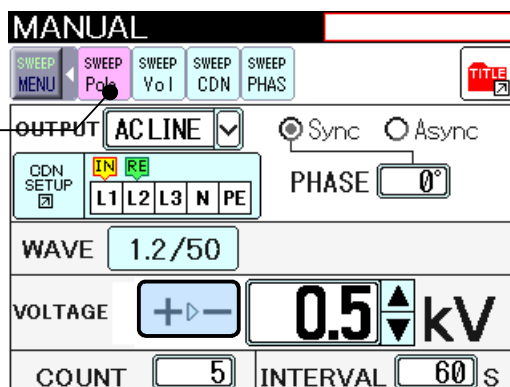 MANUAL
SWEEP MENU SWEEP Pola SWEEP Vol SWEEP CDN SWEEP PHAS TITLE
OUTPUT AC LINE Sync Async
CDN SETUP IN RE L1 L2 L3 N PE PHASE 0°
WAVE 1.2/50
VOLTAGE + ▷ − 0.5 kV
COUNT 5 INTERVAL 60 S